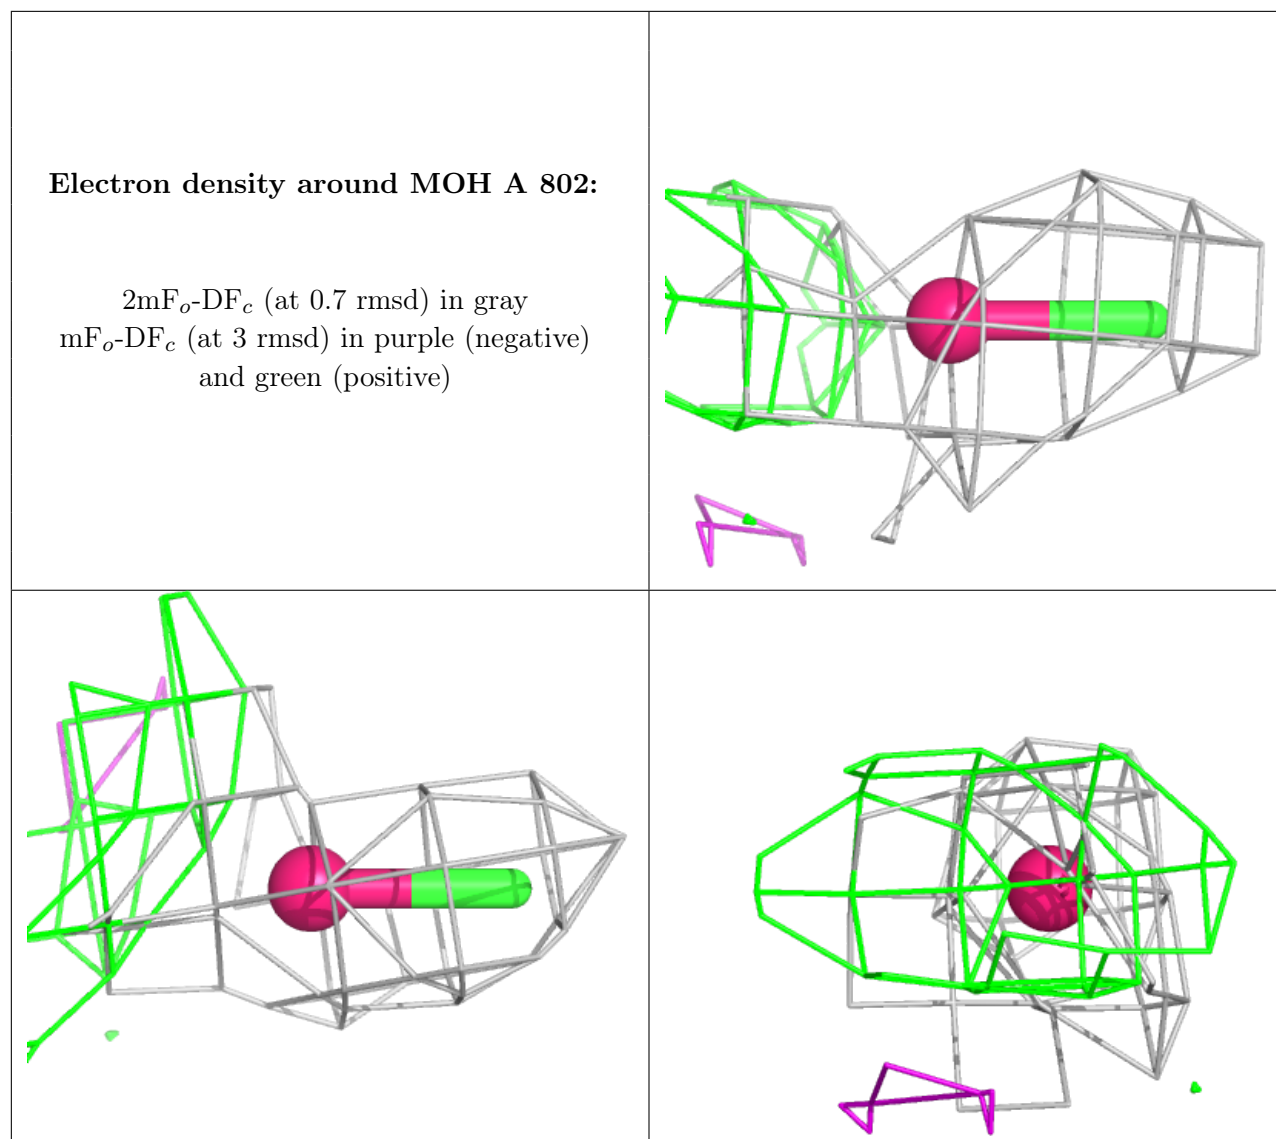 Electron density around MOH A 802:
2mFo-DFc (at 0.7 rmsd) in gray
mFo-DFc (at 3 rmsd) in purple (negative)
and green (positive)